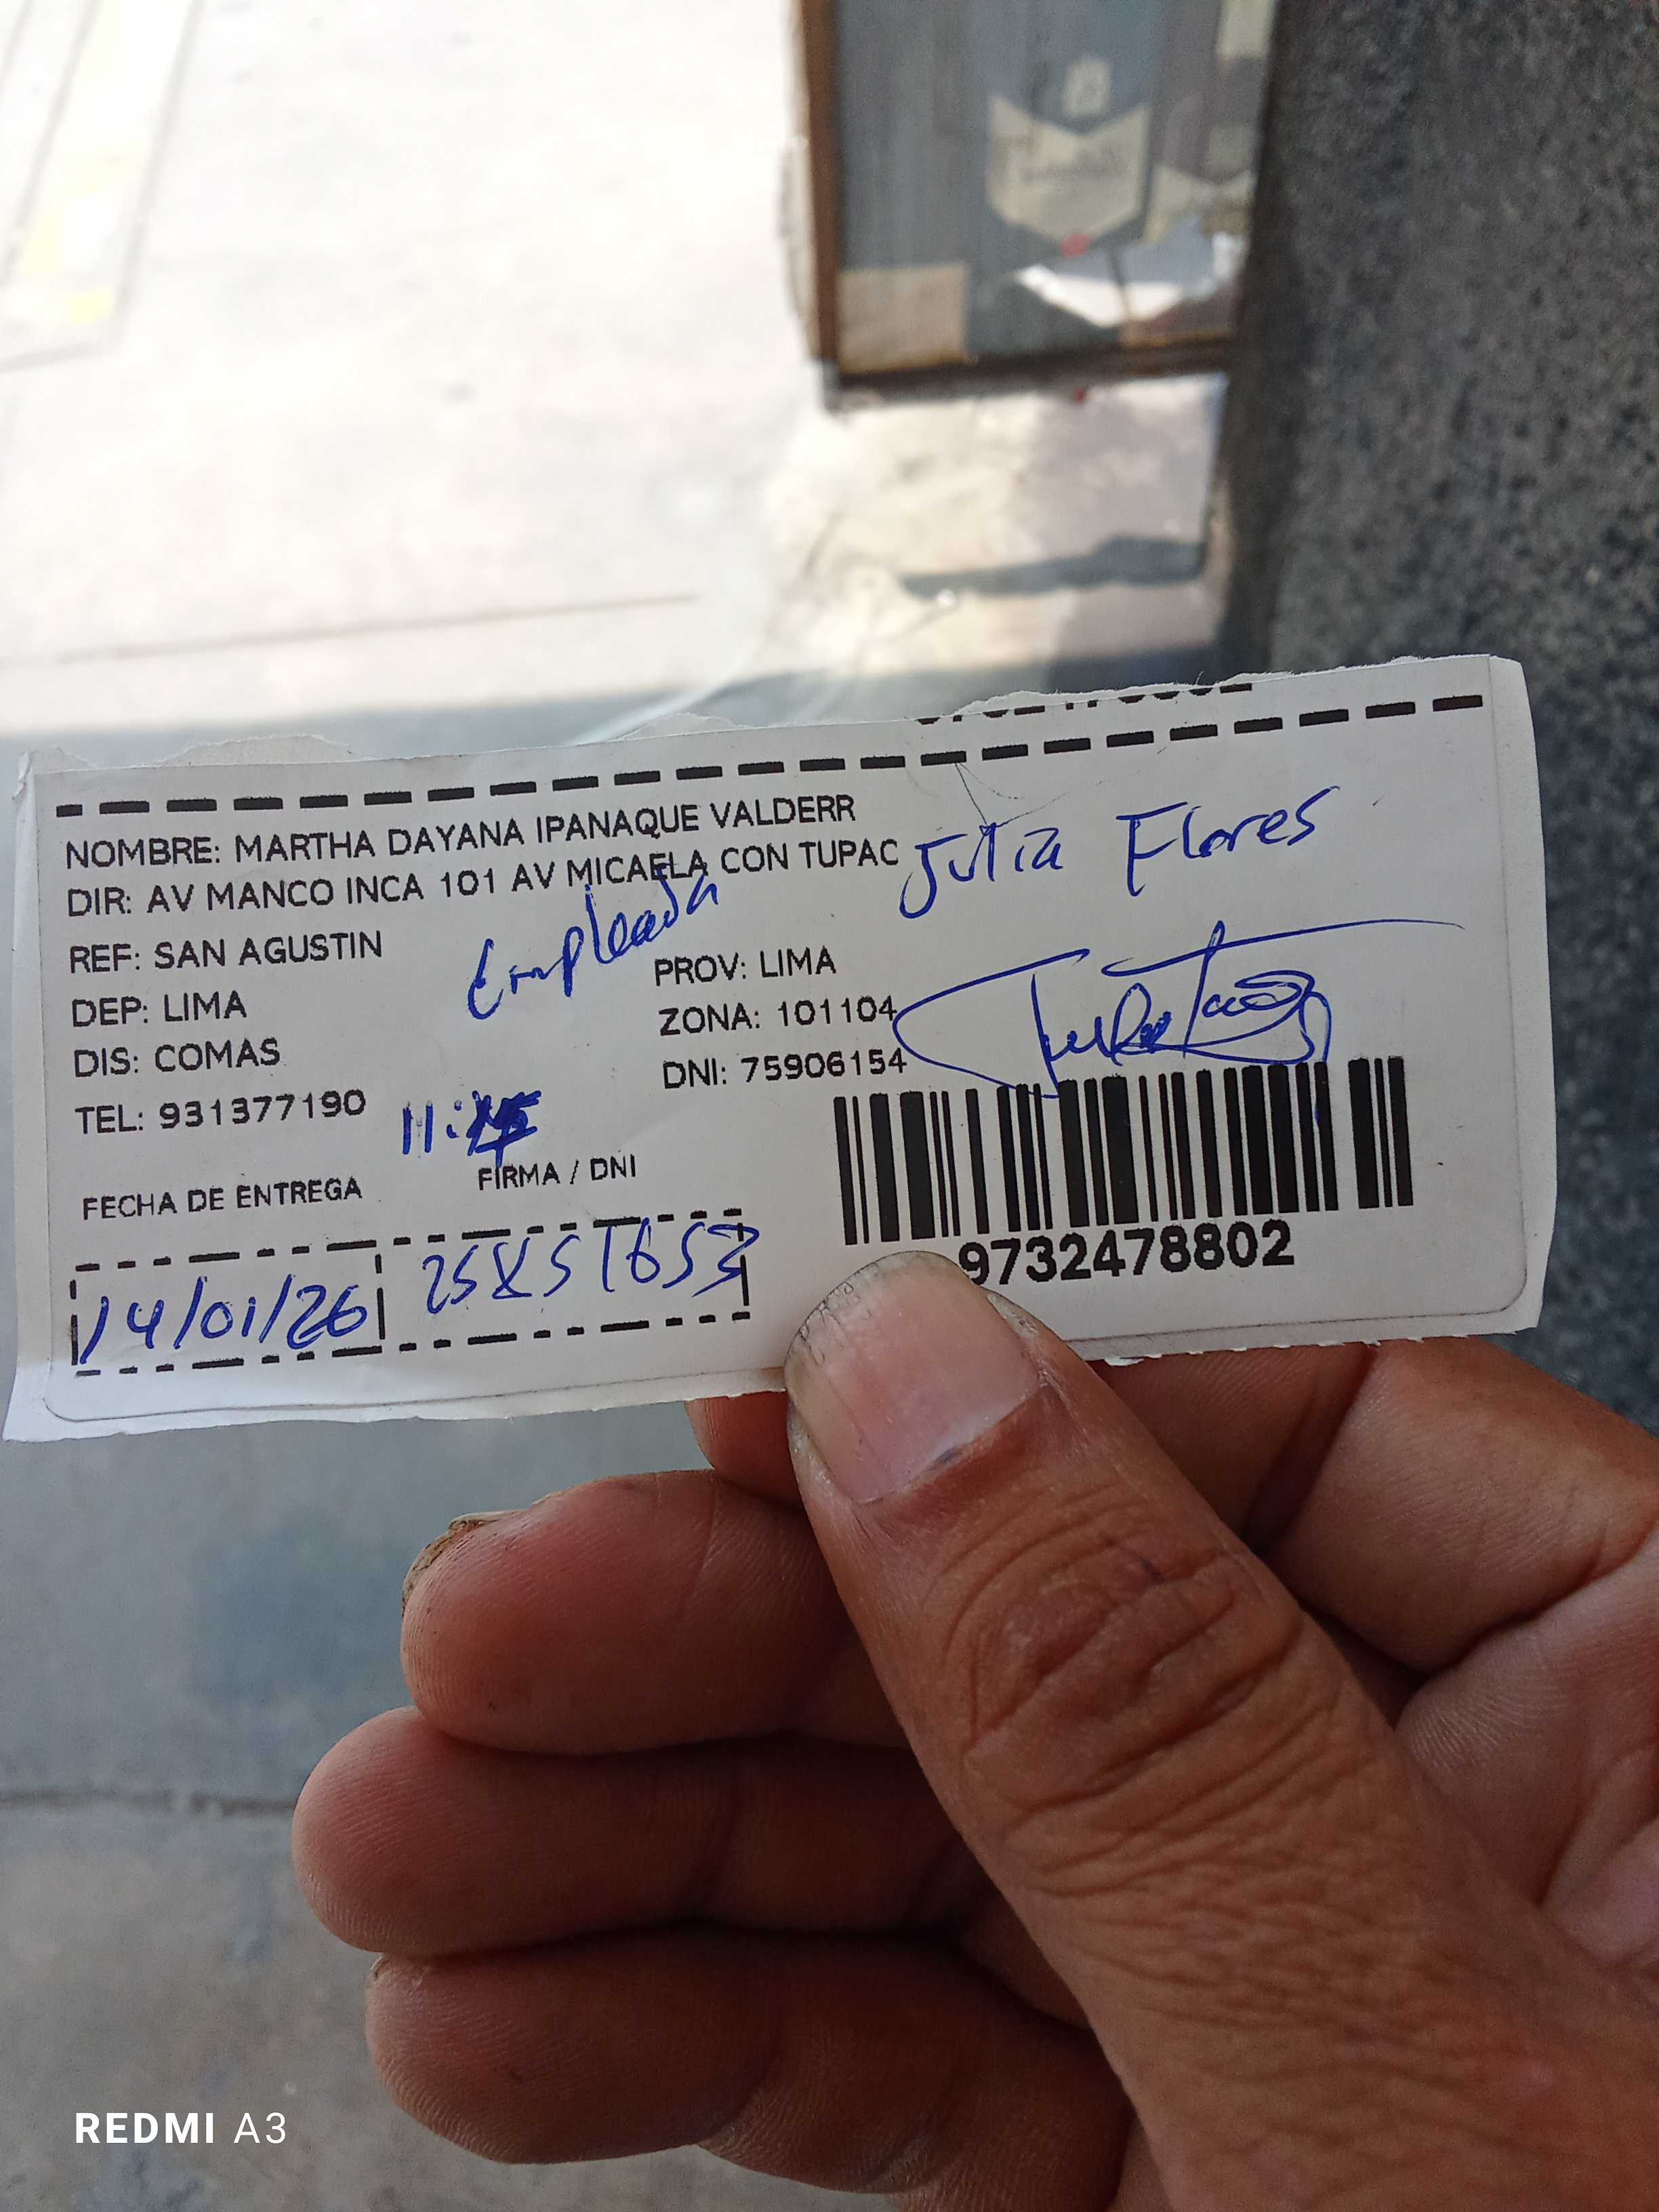 NOMBRE: MARTHA DAYANA IPANAQUE VALDERR
DIR: AV MANCO INCA 101 AV MICAELA CON TUPAC
Julia Flores
REF: SAN AGUSTIN
Empleada
PROV: LIMA
DEP: LIMA
ZONA: 101104
DIS: COMAS
DNI: 75906154
TEL: 931377190
11:
FECHA DE ENTREGA
FIRMA / DNI
14/01/26
9732478802
REDMI A3